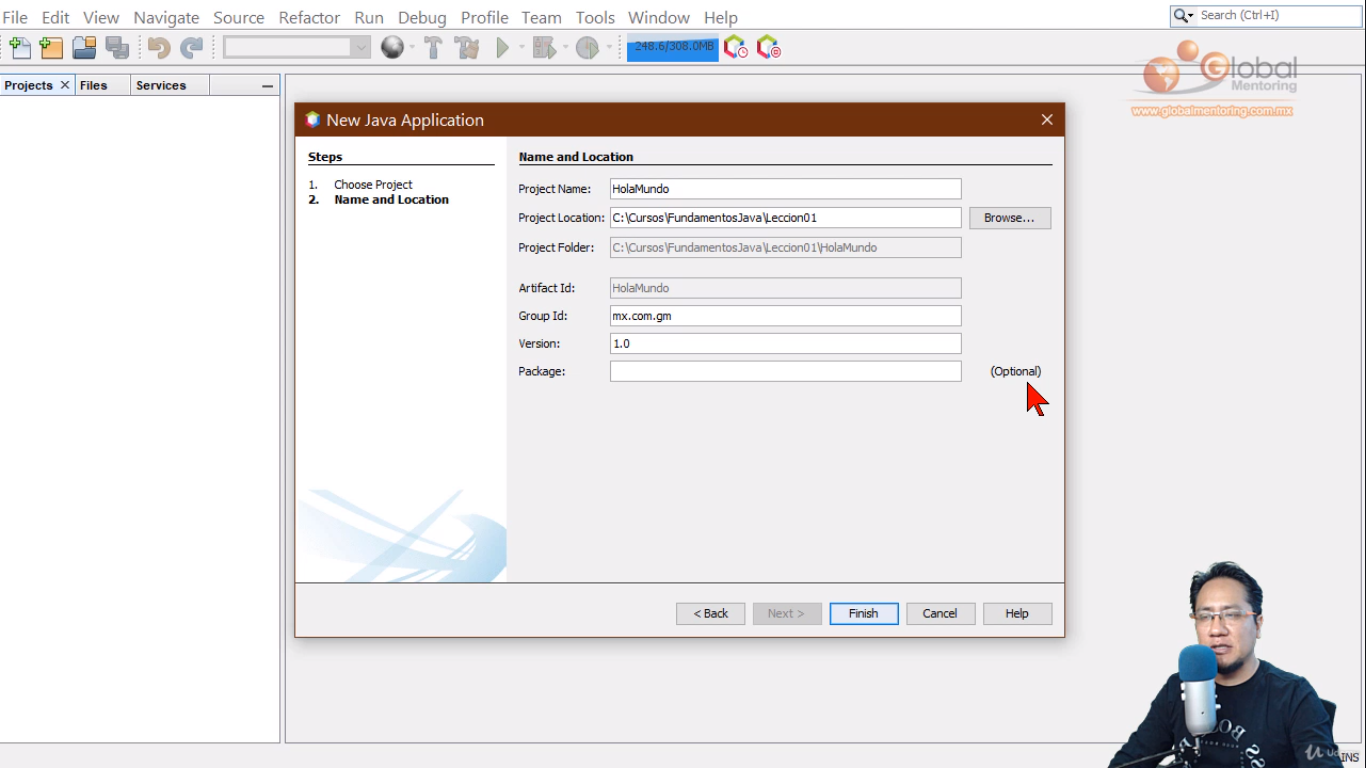 File Edit View Navigate Source Refactor Run Debug Profile Team Tools Window Help
Search (Ctrl+I)
248.6/308.0MB
Projects Files Services
Global
Mentoring
www.globalmentoring.com.mx
New Java Application
Steps
1. Choose Project
2. Name and Location
Name and Location
Project Name: HolaMundo
Project Location: C:\Cursos\FundamentosJava\Leccion01 Browse...
Project Folder: C:\Cursos\FundamentosJava\Leccion01\HolaMundo
Artifact Id: HolaMundo
Group Id: mx.com.gm
Version: 1.0
Package: (Optional)
< Back Next > Finish Cancel Help
INS